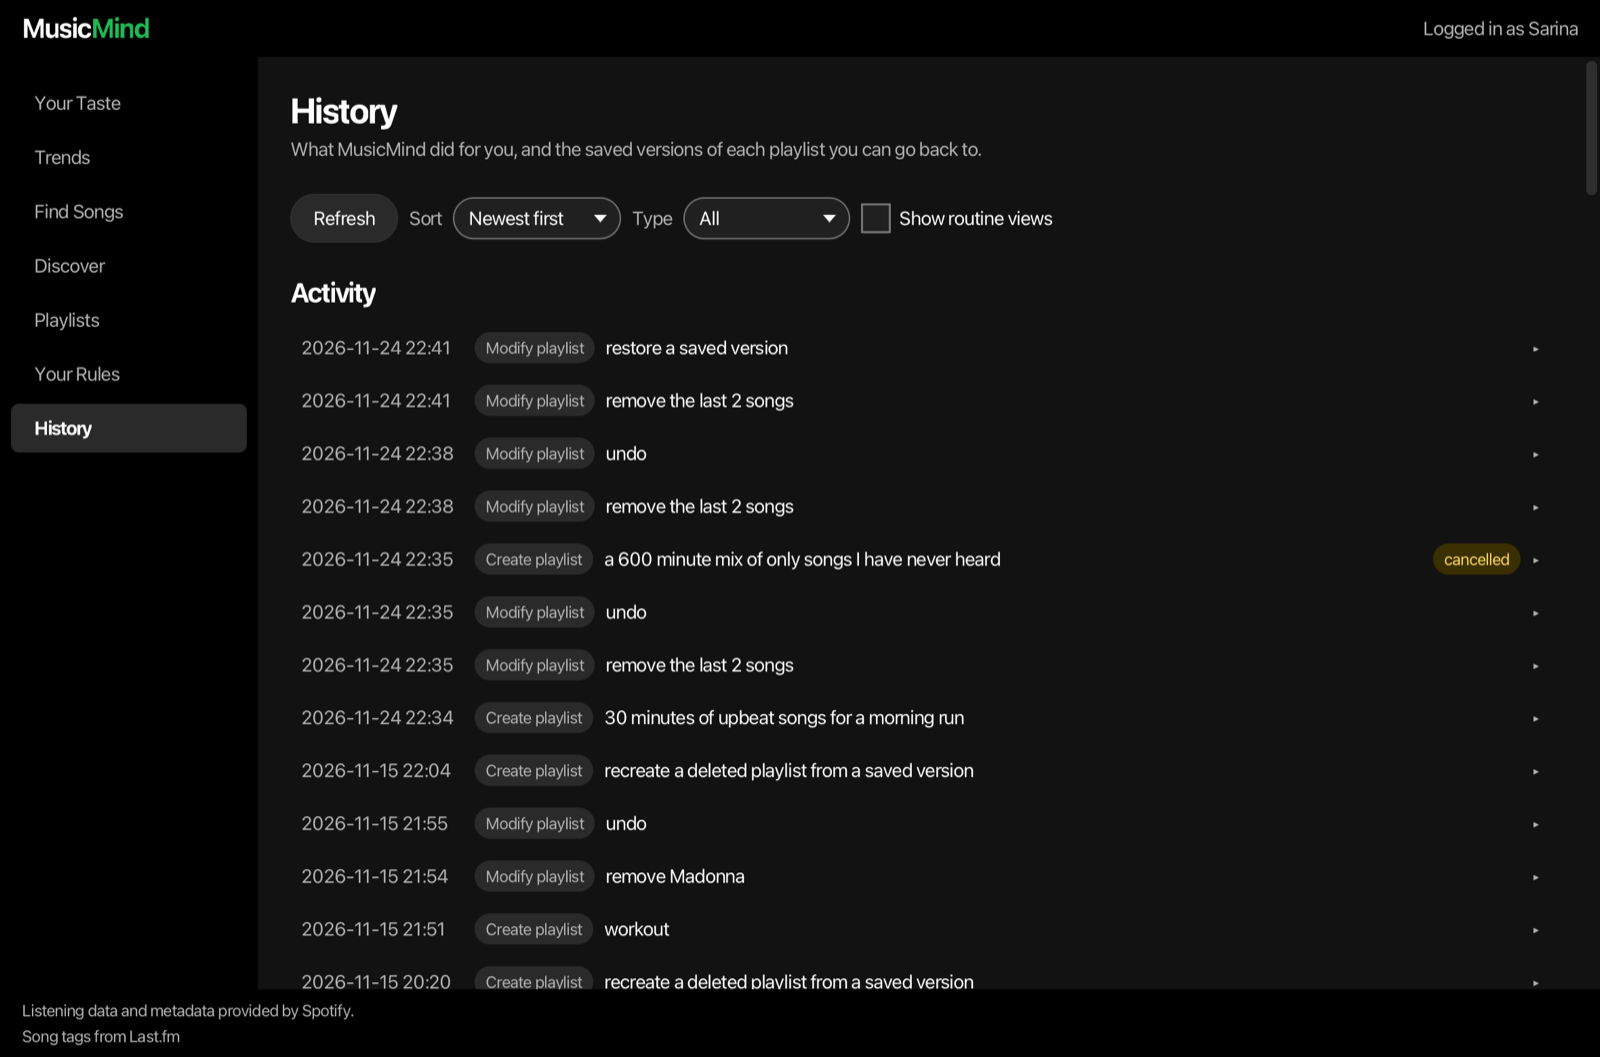 MusicMind
Logged in as Sarina
Your Taste
Trends
Find Songs
Discover
Playlists
Your Rules
History
History
What MusicMind did for you, and the saved versions of each playlist you can go back to.
Refresh Sort Newest first Type All Show routine views
Activity
2026-11-24 22:41 Modify playlist restore a saved version
2026-11-24 22:41 Modify playlist remove the last 2 songs
2026-11-24 22:38 Modify playlist undo
2026-11-24 22:38 Modify playlist remove the last 2 songs
2026-11-24 22:35 Create playlist a 600 minute mix of only songs I have never heard cancelled
2026-11-24 22:35 Modify playlist undo
2026-11-24 22:35 Modify playlist remove the last 2 songs
2026-11-24 22:34 Create playlist 30 minutes of upbeat songs for a morning run
2026-11-15 22:04 Create playlist recreate a deleted playlist from a saved version
2026-11-15 21:55 Modify playlist undo
2026-11-15 21:54 Modify playlist remove Madonna
2026-11-15 21:51 Create playlist workout
2026-11-15 20:20 Create playlist recreate a deleted playlist from a saved version
Listening data and metadata provided by Spotify.
Song tags from Last.fm